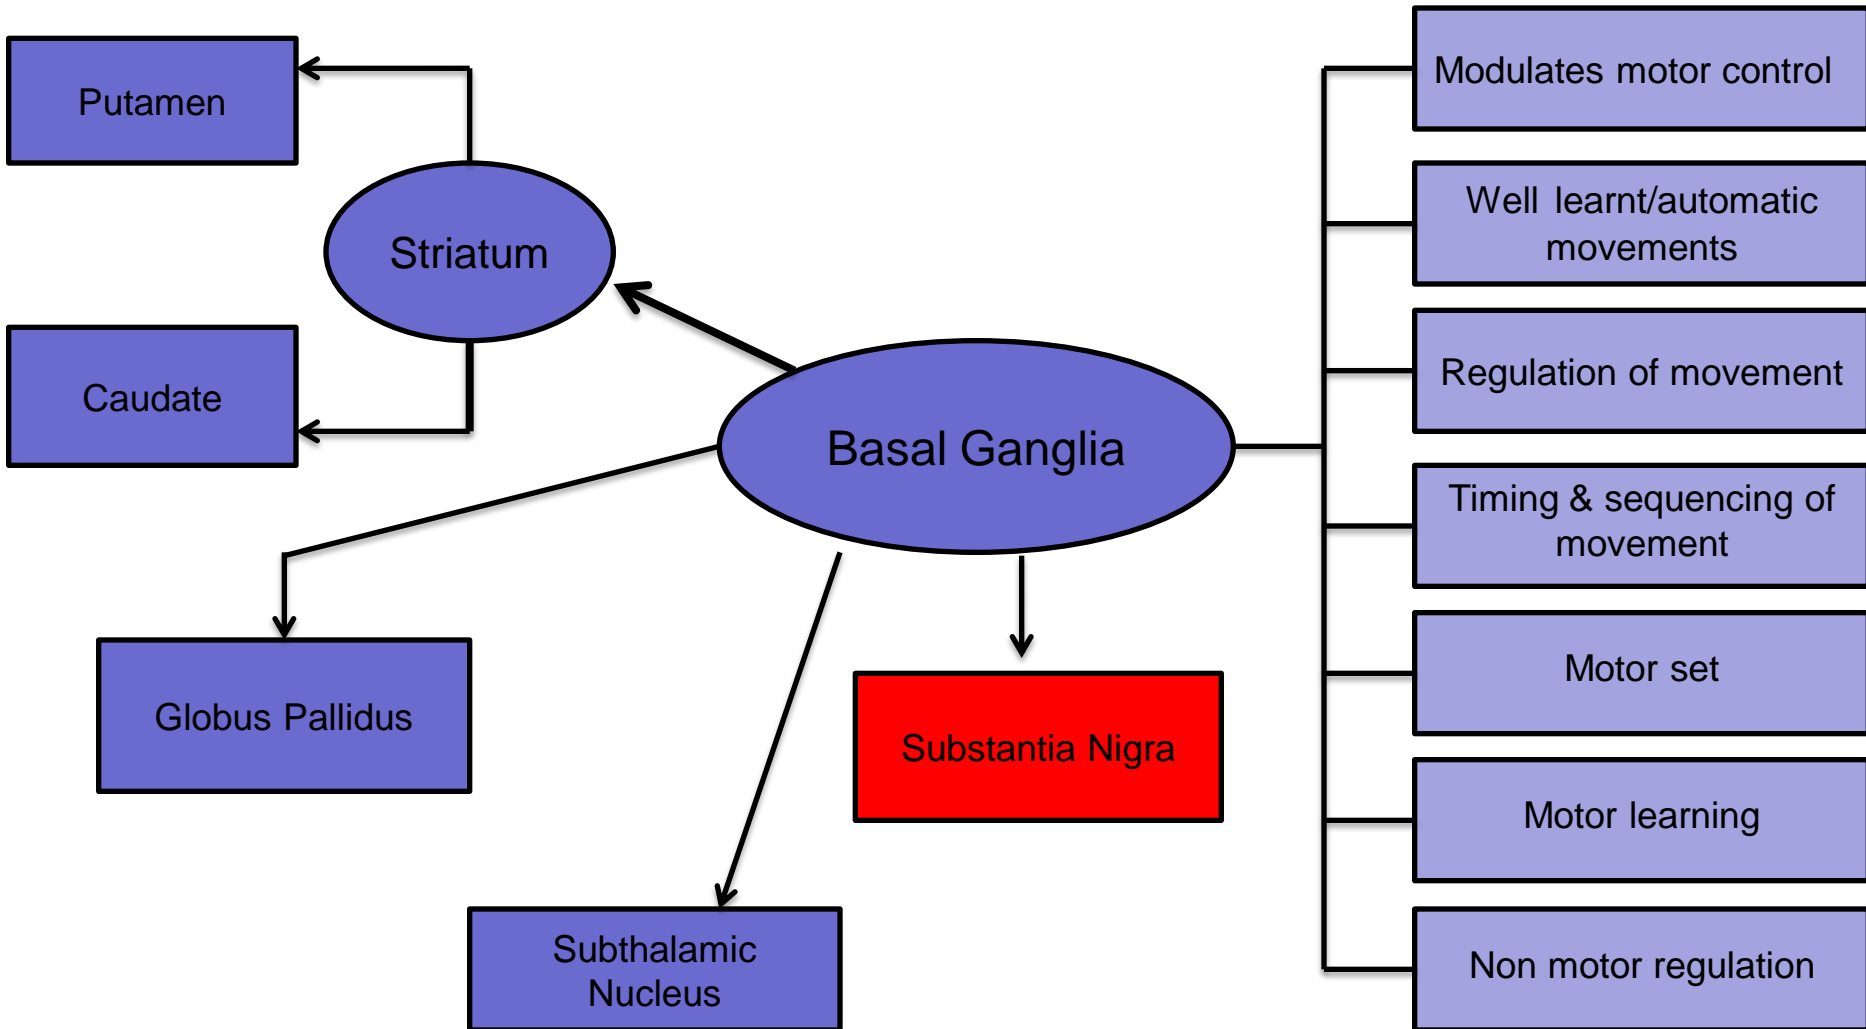 Putamen
Striatum
Caudate
Basal Ganglia
Globus Pallidus
Substantia Nigra
Subthalamic
Nucleus
Modulates motor control
Well learnt/automatic
movements
Regulation of movement
Timing & sequencing of
movement
Motor set
Motor learning
Non motor regulation